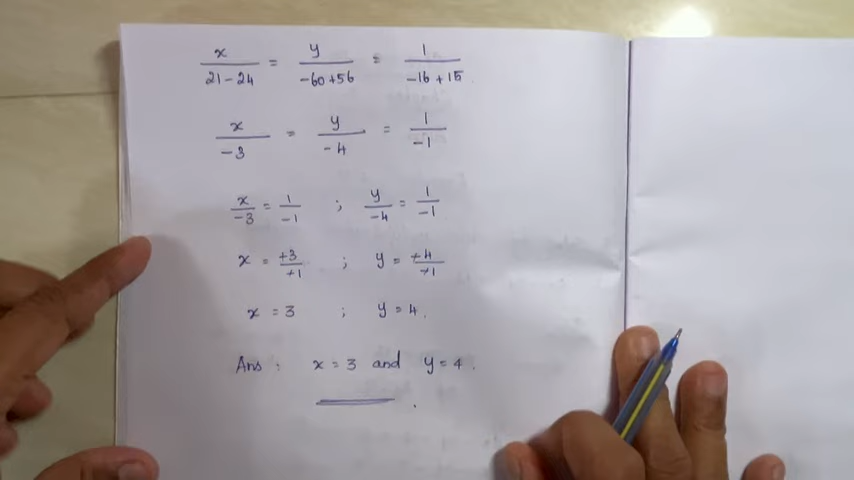 x/21-24 = y/-60+56 = 1/-16+15
x/-3 = y/-4 = 1/-1
x/-3 = 1/-1 ; y/-4 = 1/-1
x = +3/+1 ; y = +4/+1
x = 3 ; y = 4.
Ans : x = 3 and y = 4.